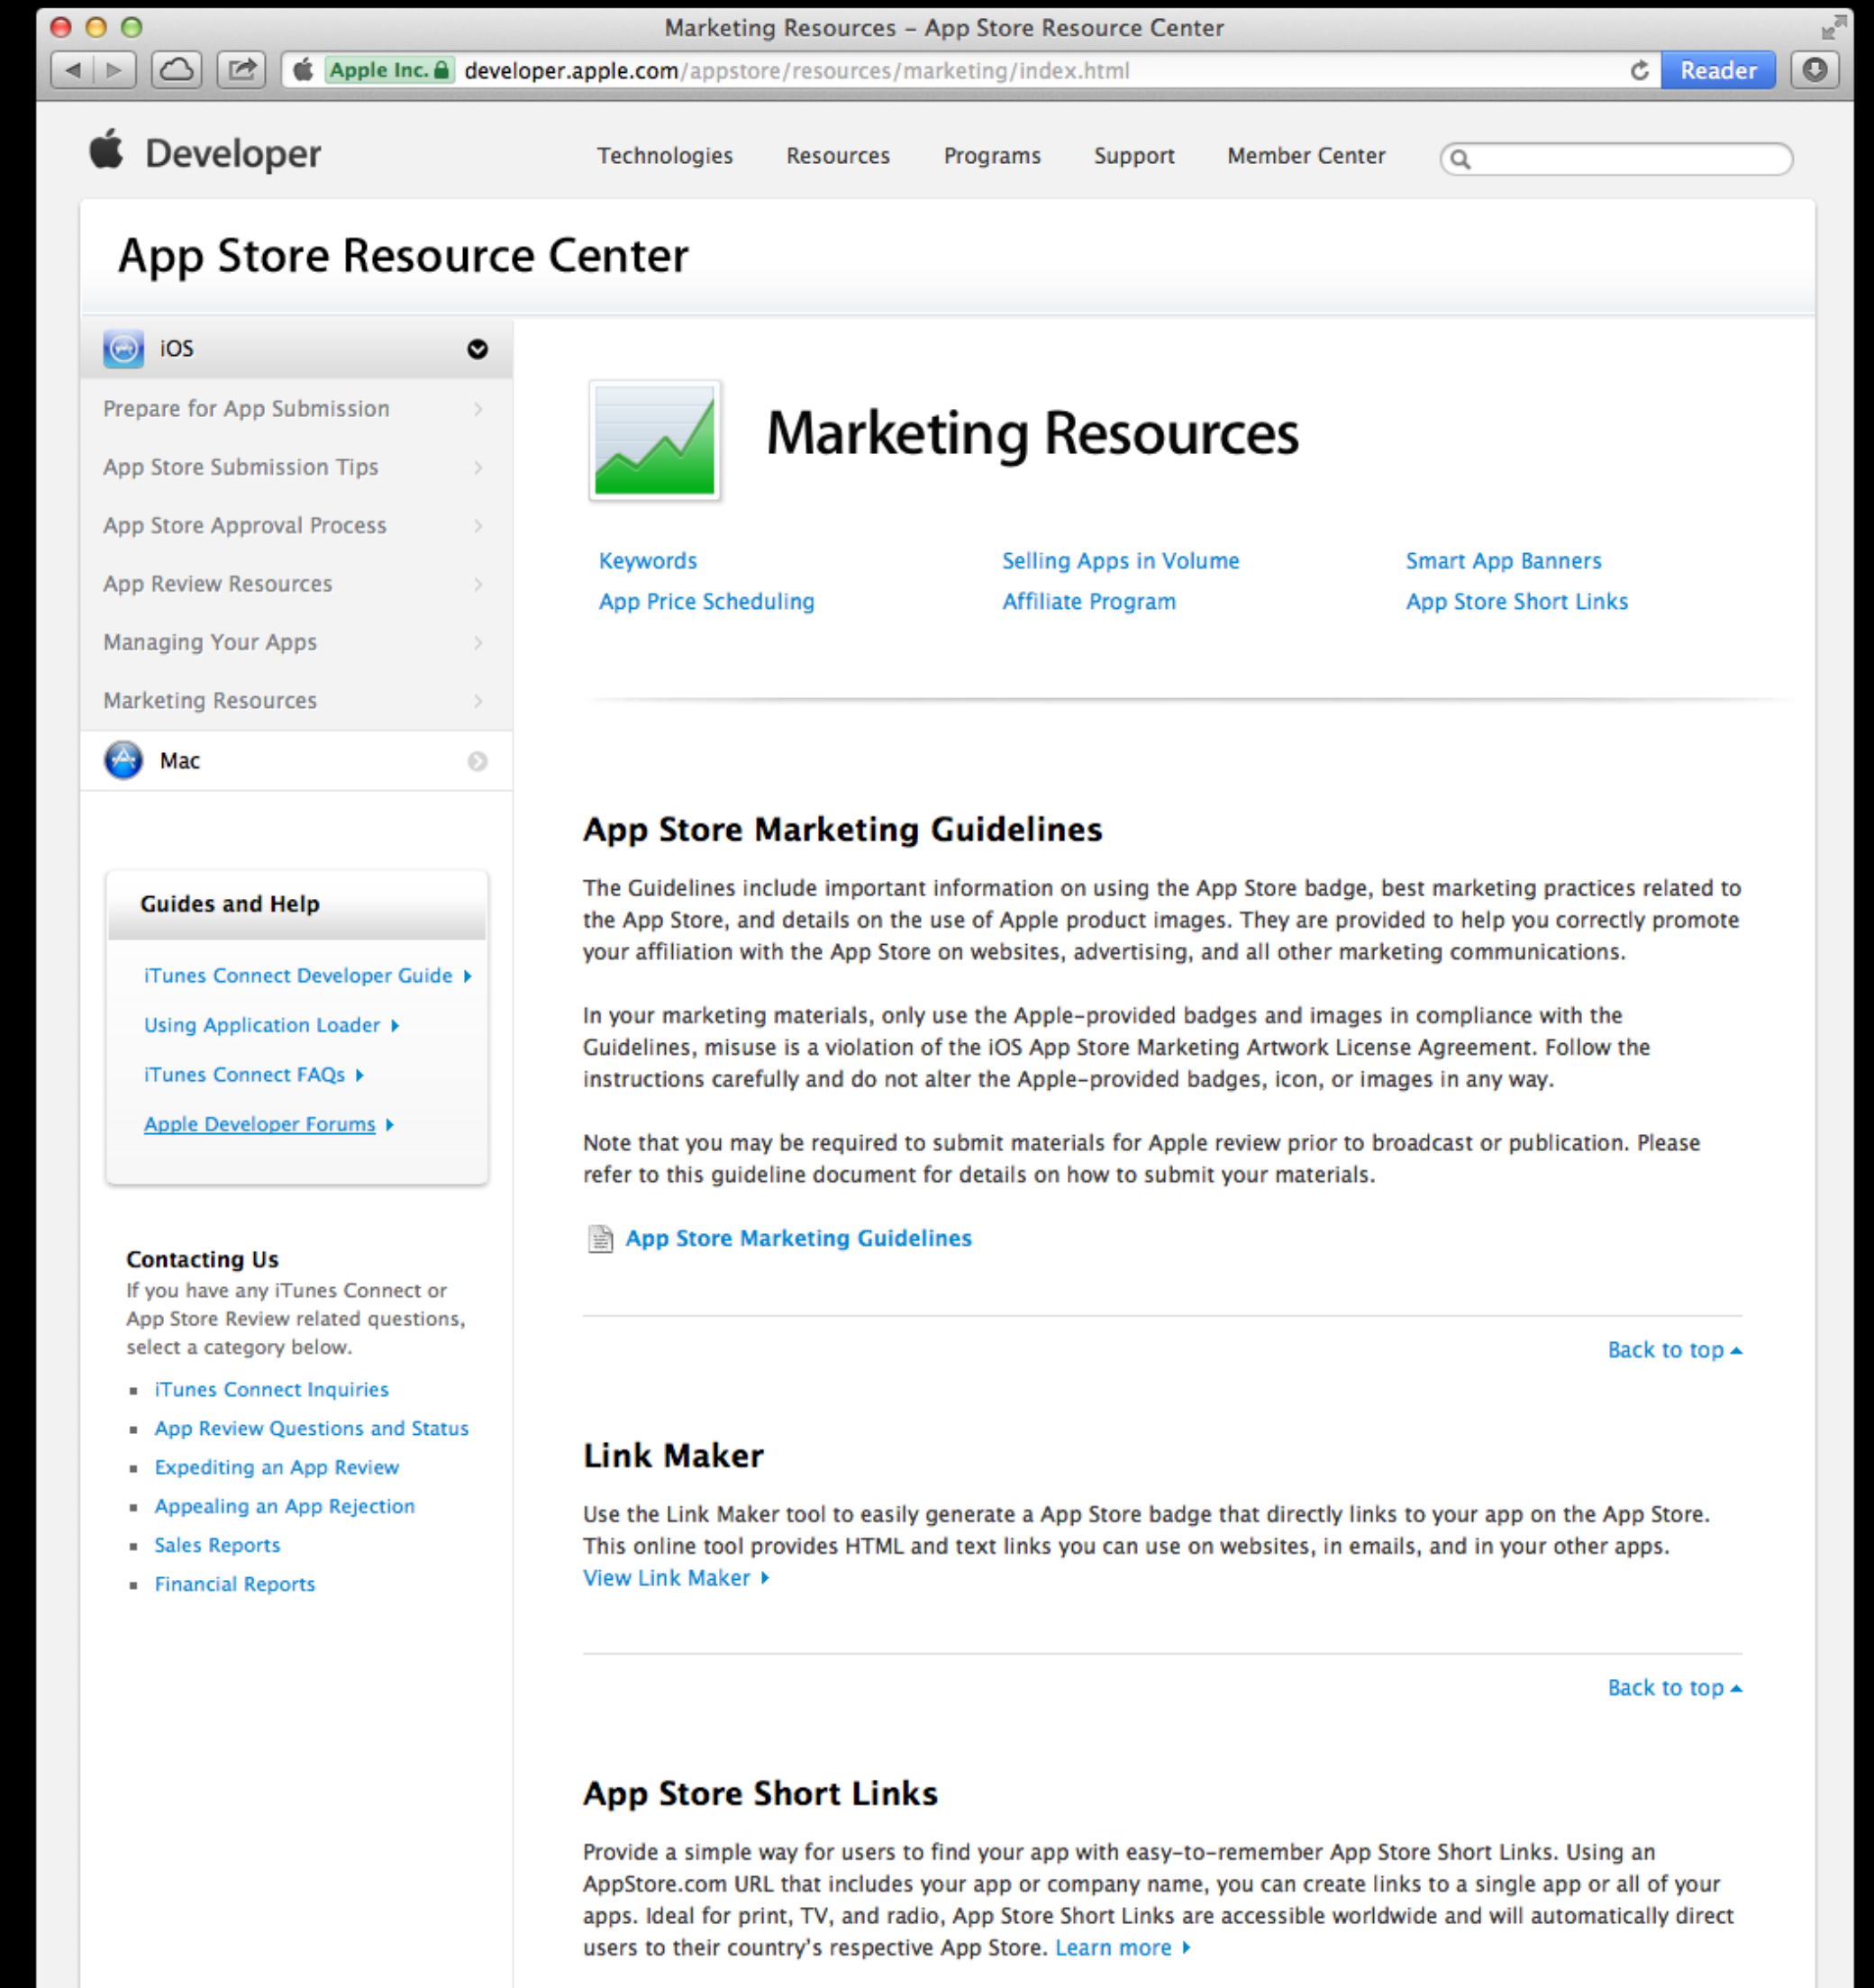 Marketing Resources – App Store Resource Center
Apple Inc. developer.apple.com/appstore/resources/marketing/index.html Reader
Developer Technologies Resources Programs Support Member Center
App Store Resource Center
iOS
Prepare for App Submission
App Store Submission Tips
App Store Approval Process
App Review Resources
Managing Your Apps
Marketing Resources
Mac
Guides and Help
iTunes Connect Developer Guide
Using Application Loader
iTunes Connect FAQs
Apple Developer Forums
Contacting Us
If you have any iTunes Connect or
App Store Review related questions,
select a category below.
iTunes Connect Inquiries
App Review Questions and Status
Expediting an App Review
Appealing an App Rejection
Sales Reports
Financial Reports
Marketing Resources
Keywords Selling Apps in Volume Smart App Banners
App Price Scheduling Affiliate Program App Store Short Links
App Store Marketing Guidelines
The Guidelines include important information on using the App Store badge, best marketing practices related to
the App Store, and details on the use of Apple product images. They are provided to help you correctly promote
your affiliation with the App Store on websites, advertising, and all other marketing communications.
In your marketing materials, only use the Apple-provided badges and images in compliance with the
Guidelines, misuse is a violation of the iOS App Store Marketing Artwork License Agreement. Follow the
instructions carefully and do not alter the Apple-provided badges, icon, or images in any way.
Note that you may be required to submit materials for Apple review prior to broadcast or publication. Please
refer to this guideline document for details on how to submit your materials.
App Store Marketing Guidelines
Back to top
Link Maker
Use the Link Maker tool to easily generate a App Store badge that directly links to your app on the App Store.
This online tool provides HTML and text links you can use on websites, in emails, and in your other apps.
View Link Maker
Back to top
App Store Short Links
Provide a simple way for users to find your app with easy-to-remember App Store Short Links. Using an
AppStore.com URL that includes your app or company name, you can create links to a single app or all of your
apps. Ideal for print, TV, and radio, App Store Short Links are accessible worldwide and will automatically direct
users to their country's respective App Store. Learn more